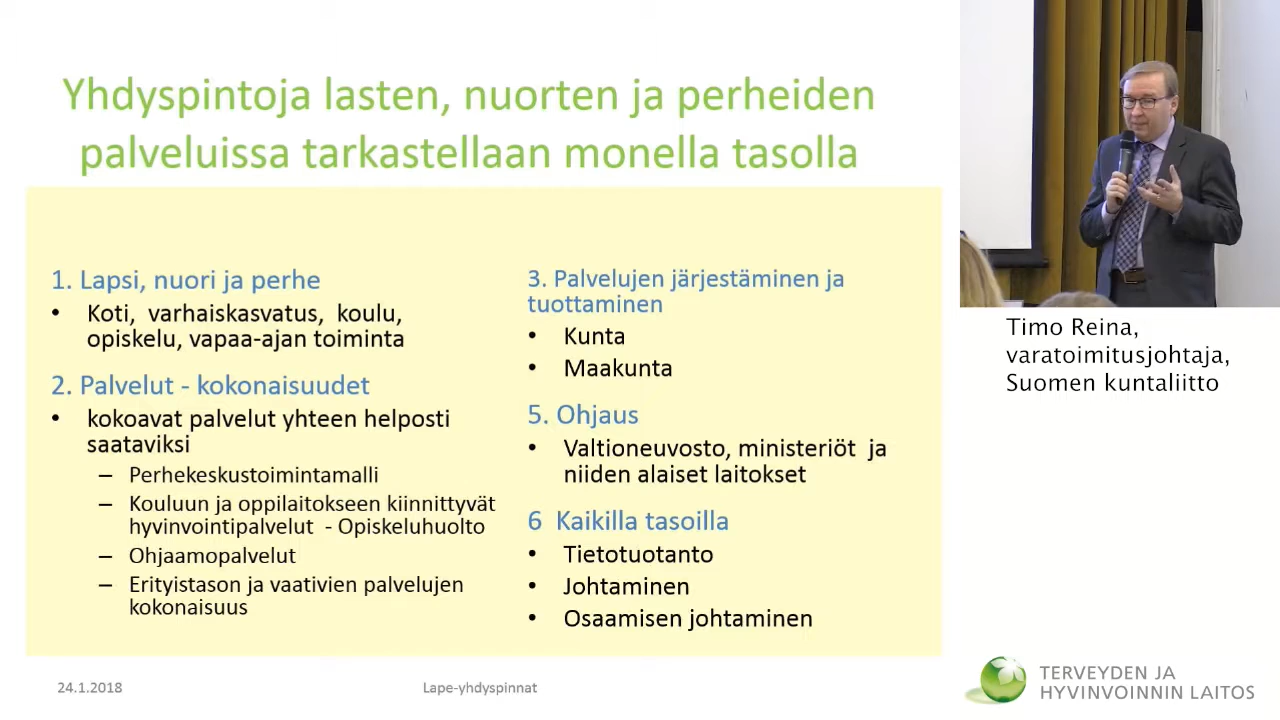 Yhdyspintoja lasten, nuorten ja perheiden
palveluissa tarkastellaan monella tasolla
1. Lapsi, nuori ja perhe
• Koti, varhaiskasvatus, koulu,
opiskelu, vapaa-ajan toiminta
2. Palvelut - kokonaisuudet
• kokoavat palvelut yhteen helposti
saataviksi
– Perhekeskustoimintamalli
– Kouluun ja oppilaitokseen kiinnittyvät
hyvinvointipalvelut - Opiskeluhuolto
– Ohjaamopalvelut
– Erityistason ja vaativien palvelujen
kokonaisuus
3. Palvelujen järjestäminen ja
tuottaminen
• Kunta
• Maakunta
5. Ohjaus
• Valtioneuvosto, ministeriöt ja
niiden alaiset laitokset
6 Kaikilla tasoilla
• Tietotuotanto
• Johtaminen
• Osaamisen johtaminen
Timo Reina,
varatoimitusjohtaja,
Suomen kuntaliitto
24.1.2018
Lape-yhdyspinnat
TERVEYDEN JA
HYVINVOINNIN LAITOS